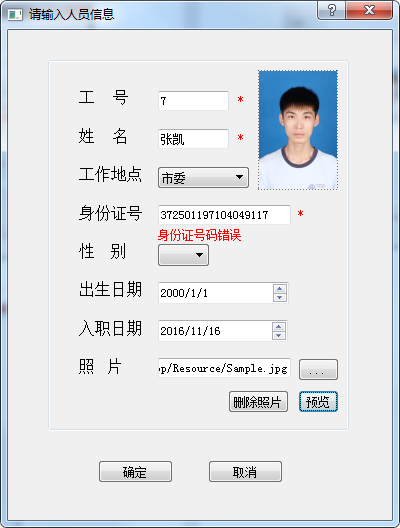 请输入人员信息
工 号 7 *
姓 名 张凯 *
工作地点 市委
身份证号 372501197104049117 *
身份证号码错误
性 别
出生日期 2000/1/1
入职日期 2016/11/16
照 片 op/Resource/Sample.jpg ...
删除照片 预览
确定 取消